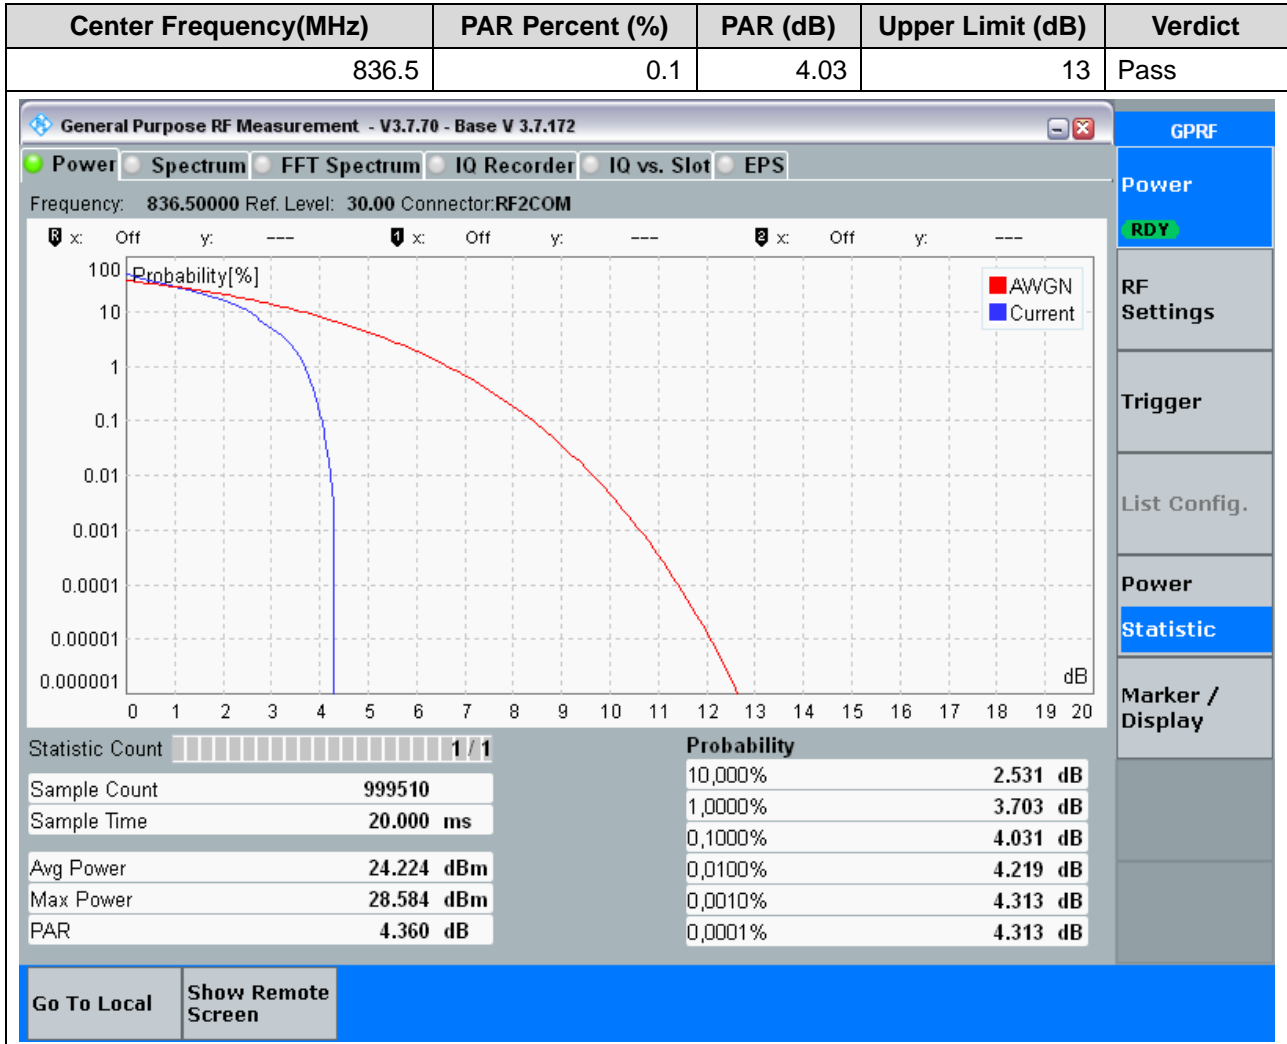 Center Frequency(MHz) PAR Percent (%) PAR (dB) Upper Limit (dB) Verdict
836.5 0.1 4.03 13 Pass
General Purpose RF Measurement - V3.7.70 - Base V 3.7.172
GPRF
Power Spectrum FFT Spectrum IQ Recorder IQ vs. Slot EPS
Power
RDY
Frequency: 836.50000 Ref. Level: 30.00 Connector:RF2COM
R x: Off y: --- 1 x: Off y: --- 2 x: Off y: ---
Probability[%]
AWGN
Current
100
10
1
0.1
0.01
0.001
0.0001
0.00001
0.000001
dB
0 1 2 3 4 5 6 7 8 9 10 11 12 13 14 15 16 17 18 19 20
RF
Settings
Trigger
List Config.
Power
Statistic
Marker /
Display
Statistic Count 1 / 1
Sample Count 999510
Sample Time 20.000 ms
Avg Power 24.224 dBm
Max Power 28.584 dBm
PAR 4.360 dB
Probability
10,000% 2.531 dB
1,0000% 3.703 dB
0,1000% 4.031 dB
0,0100% 4.219 dB
0,0010% 4.313 dB
0,0001% 4.313 dB
Go To Local
Show Remote
Screen